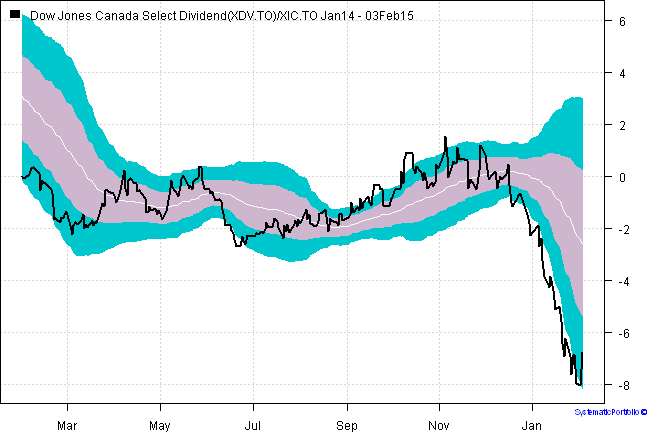 Dow Jones Canada Select Dividend(XDV.TO)/XIC.TO Jan14 - 03Feb15
6
4
2
0
-2
-4
-6
-8
Mar May Jul Sep Nov Jan
SystematicPortfolio ©